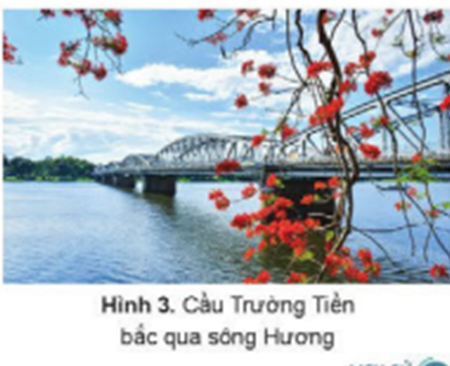 Hình 3. Cầu Trường Tiền
bắc qua sông Hương